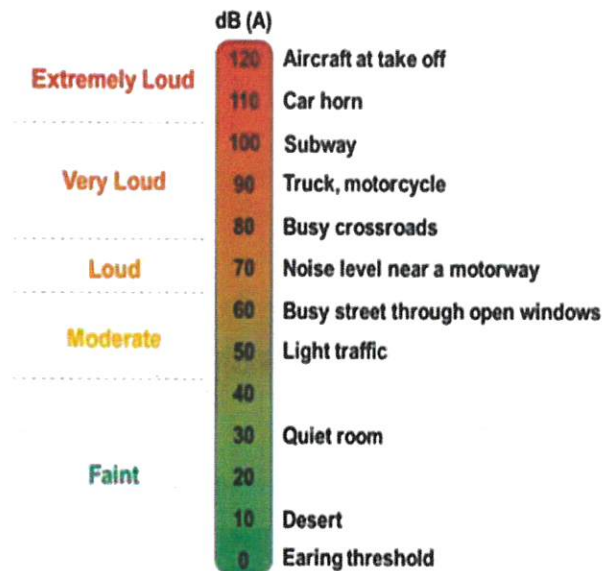 dB (A)
120 Aircraft at take off
Extremely Loud
110 Car horn
100 Subway
Very Loud
90 Truck, motorcycle
80 Busy crossroads
Loud
70 Noise level near a motorway
60 Busy street through open windows
Moderate
50 Light traffic
40
30 Quiet room
Faint
20
10 Desert
0 Earing threshold